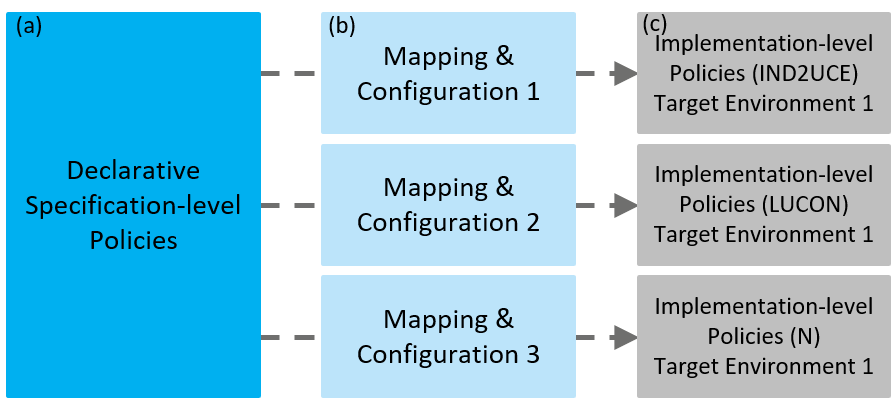 (a)
Declarative
Specification-level
Policies
(b)
Mapping &
Configuration 1
Mapping &
Configuration 2
Mapping &
Configuration 3
(c)
Implementation-level
Policies (IND2UCE)
Target Environment 1
Implementation-level
Policies (LUCON)
Target Environment 1
Implementation-level
Policies (N)
Target Environment 1